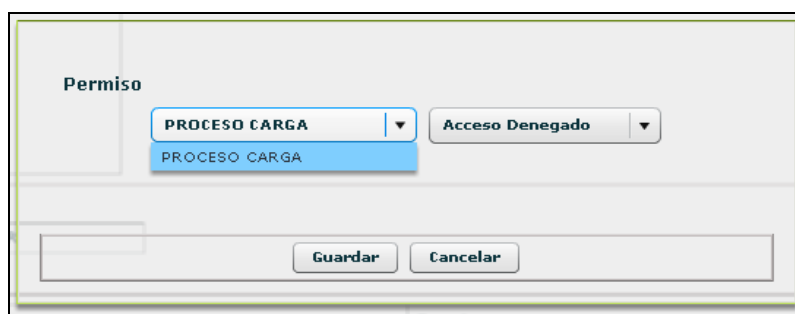 Permiso
PROCESO CARGA Acceso Denegado
PROCESO CARGA
Guardar Cancelar